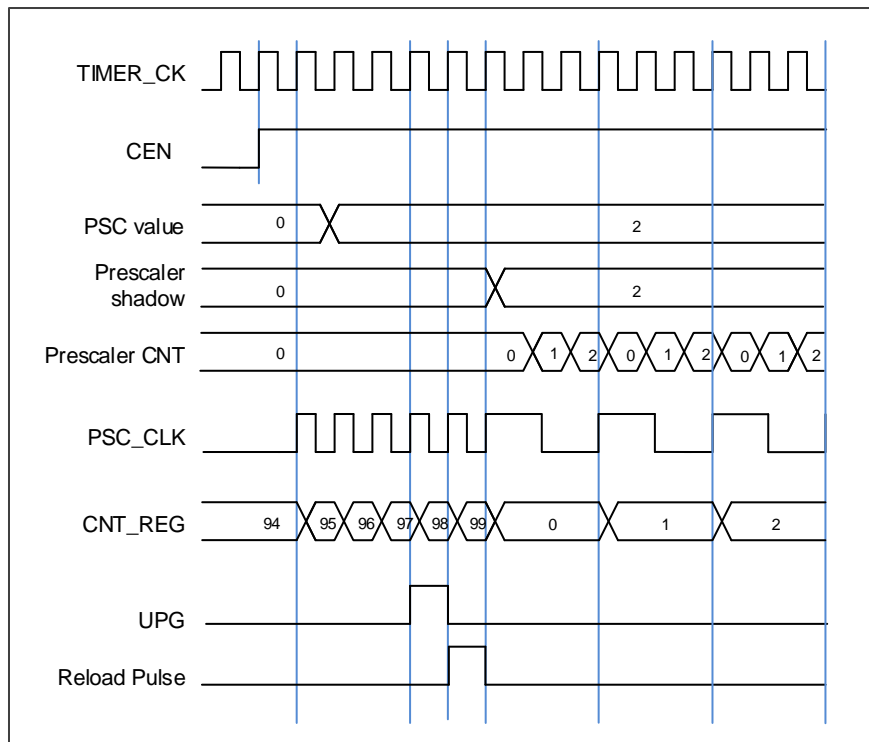 TIMER_CK
CEN
PSC value 0 2
Prescaler
shadow 0 2
Prescaler CNT 0 0 1 2 0 1 2 0 1 2
PSC_CLK
CNT_REG 94 95 96 97 98 99 0 1 2
UPG
Reload Pulse